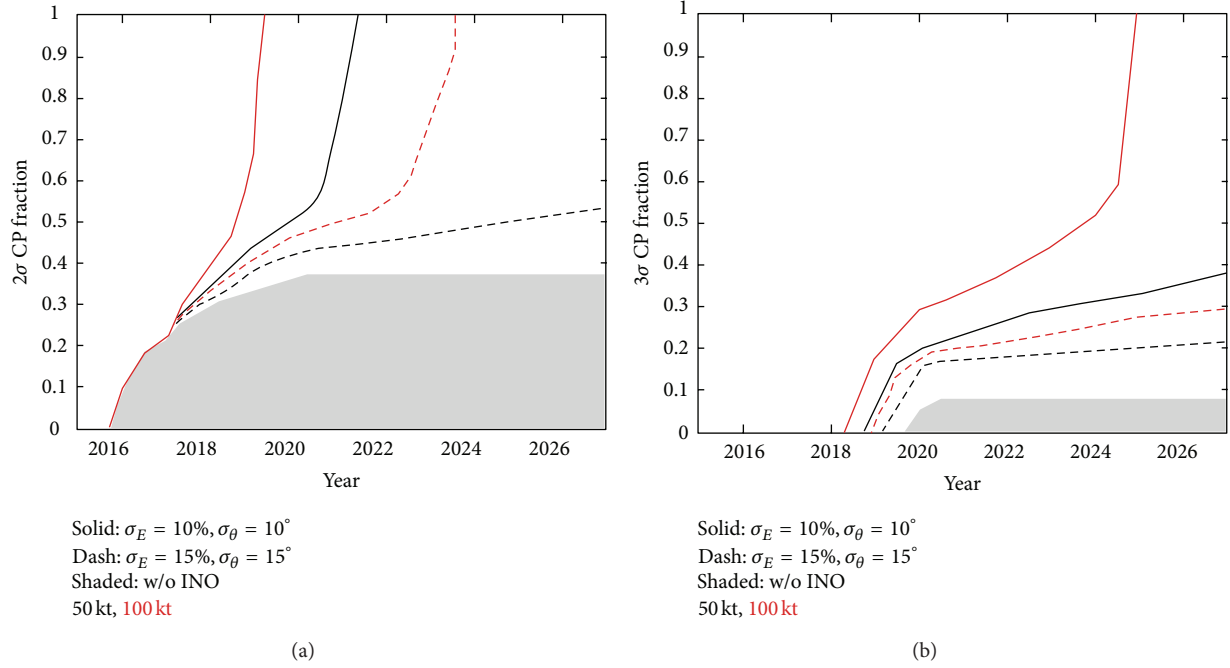 1
0.9
0.8
0.7
0.6
0.5
0.4
0.3
0.2
0.1
0
2σ CP fraction
2016 2018 2020 2022 2024 2026
Year
Solid: σ_E = 10%, σ_θ = 10°
Dash: σ_E = 15%, σ_θ = 15°
Shaded: w/o INO
50 kt, 100 kt
(a)
1
0.9
0.8
0.7
0.6
0.5
0.4
0.3
0.2
0.1
0
3σ CP fraction
2016 2018 2020 2022 2024 2026
Year
Solid: σ_E = 10%, σ_θ = 10°
Dash: σ_E = 15%, σ_θ = 15°
Shaded: w/o INO
50 kt, 100 kt
(b)